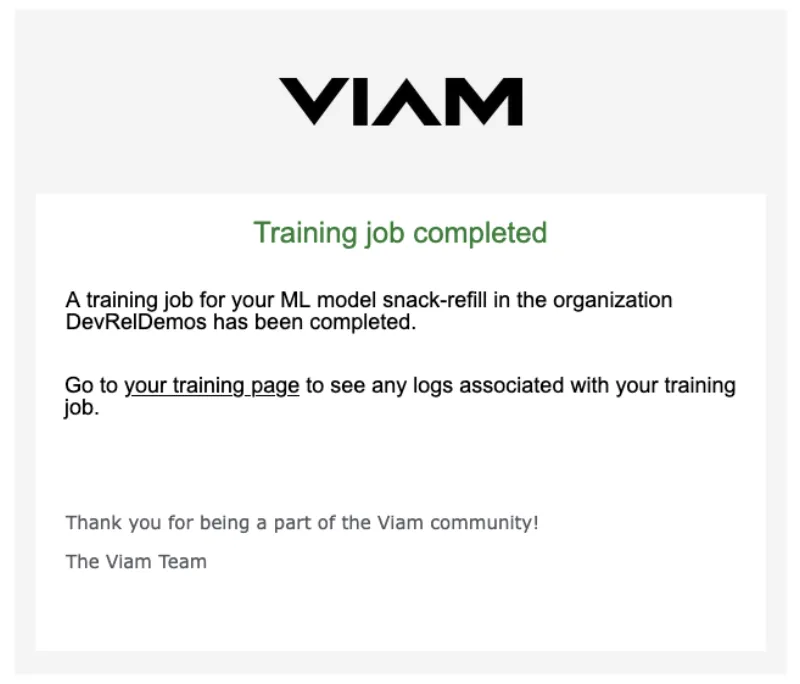 VIAM
Training job completed
A training job for your ML model snack-refill in the organization
DevRelDemos has been completed.
Go to your training page to see any logs associated with your training
job.
Thank you for being a part of the Viam community!
The Viam Team